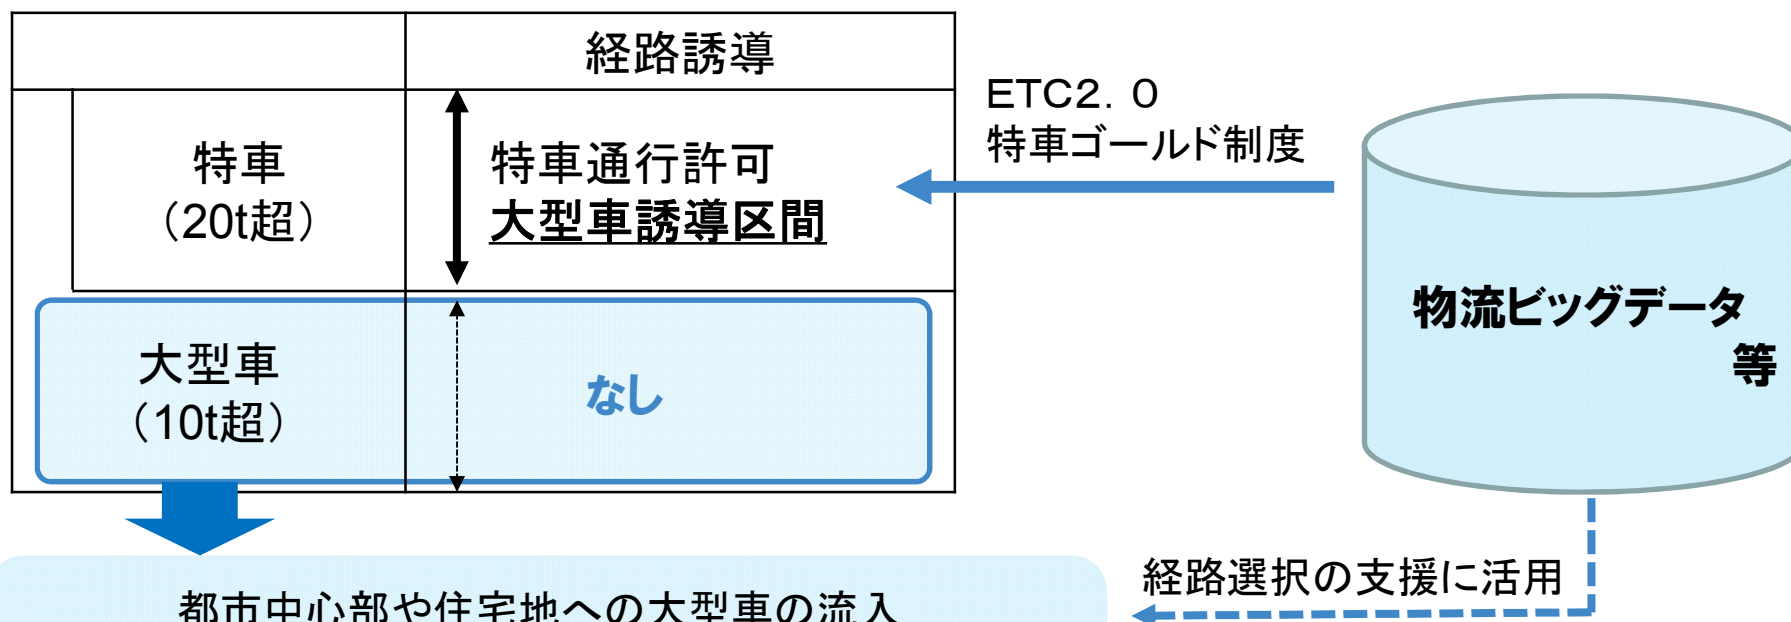 経路誘導
特車
（20t超）
特車通行許可
大型車誘導区間
ETC2．0
特車ゴールド制度
物流ビッグデータ
等
大型車
（10t超）
なし
経路選択の支援に活用
都市中心部や住宅地への大型車の流入